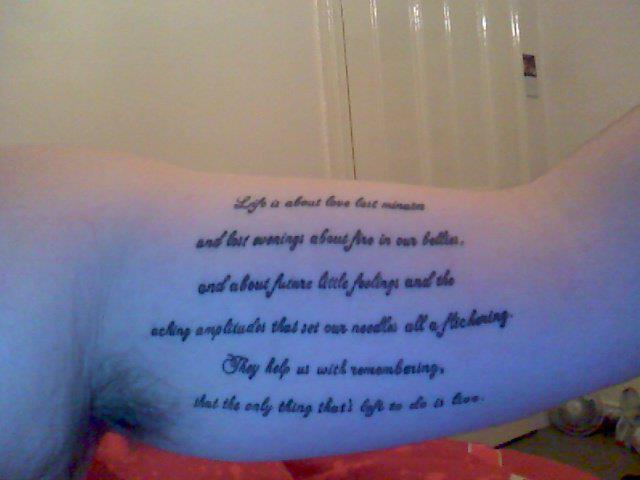 Life is about love last minutes
and lost evenings about fire in our bellies,
and about future little feelings and the
aching amplitudes that set our needles all a flickering.
They help us with remembering,
that the only thing that's left to do is live.